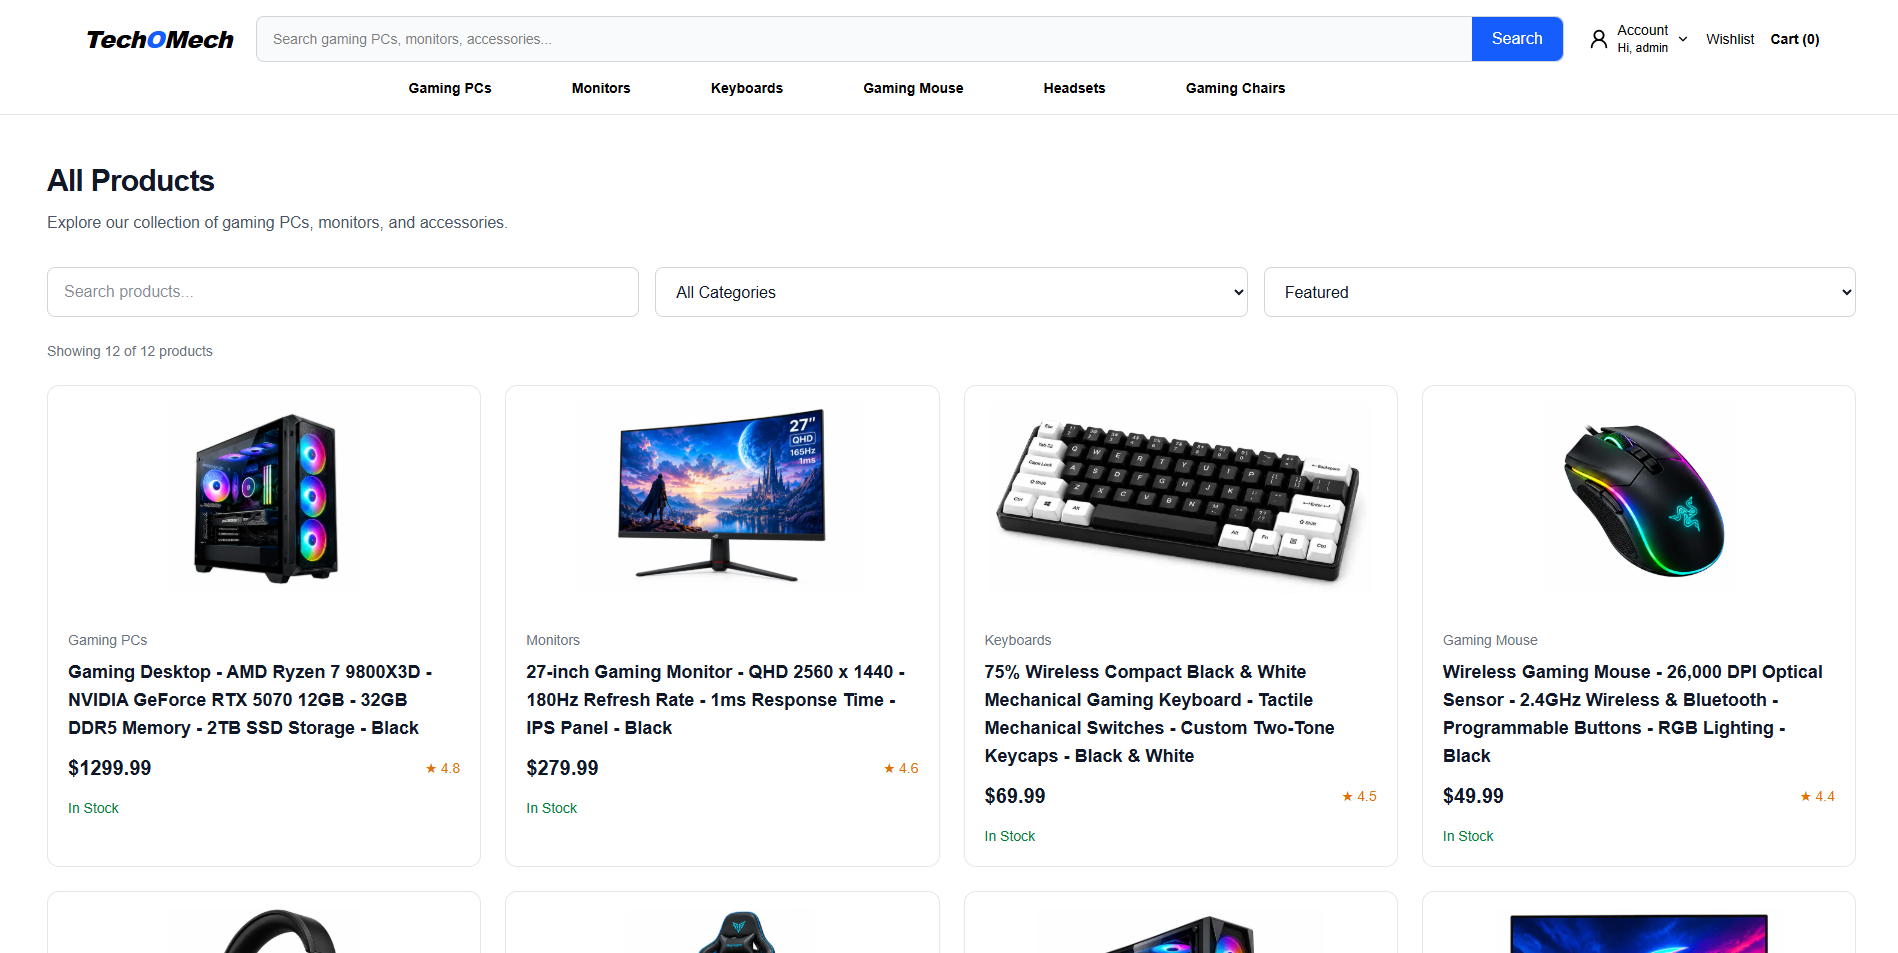 TechOMech
Search gaming PCs, monitors, accessories...
Search
Account
Hi, admin
Wishlist
Cart (0)
Gaming PCs
Monitors
Keyboards
Gaming Mouse
Headsets
Gaming Chairs
All Products
Explore our collection of gaming PCs, monitors, and accessories.
Search products...
All Categories
Featured
Showing 12 of 12 products
27"
QHD
165Hz
1ms
Gaming PCs
Gaming Desktop - AMD Ryzen 7 9800X3D -
NVIDIA GeForce RTX 5070 12GB - 32GB
DDR5 Memory - 2TB SSD Storage - Black
$1299.99
★ 4.8
In Stock
Monitors
27-inch Gaming Monitor - QHD 2560 x 1440 -
180Hz Refresh Rate - 1ms Response Time -
IPS Panel - Black
$279.99
★ 4.6
In Stock
Keyboards
75% Wireless Compact Black & White
Mechanical Gaming Keyboard - Tactile
Mechanical Switches - Custom Two-Tone
Keycaps - Black & White
$69.99
★ 4.5
In Stock
Gaming Mouse
Wireless Gaming Mouse - 26,000 DPI Optical
Sensor - 2.4GHz Wireless & Bluetooth -
Programmable Buttons - RGB Lighting -
Black
$49.99
★ 4.4
In Stock